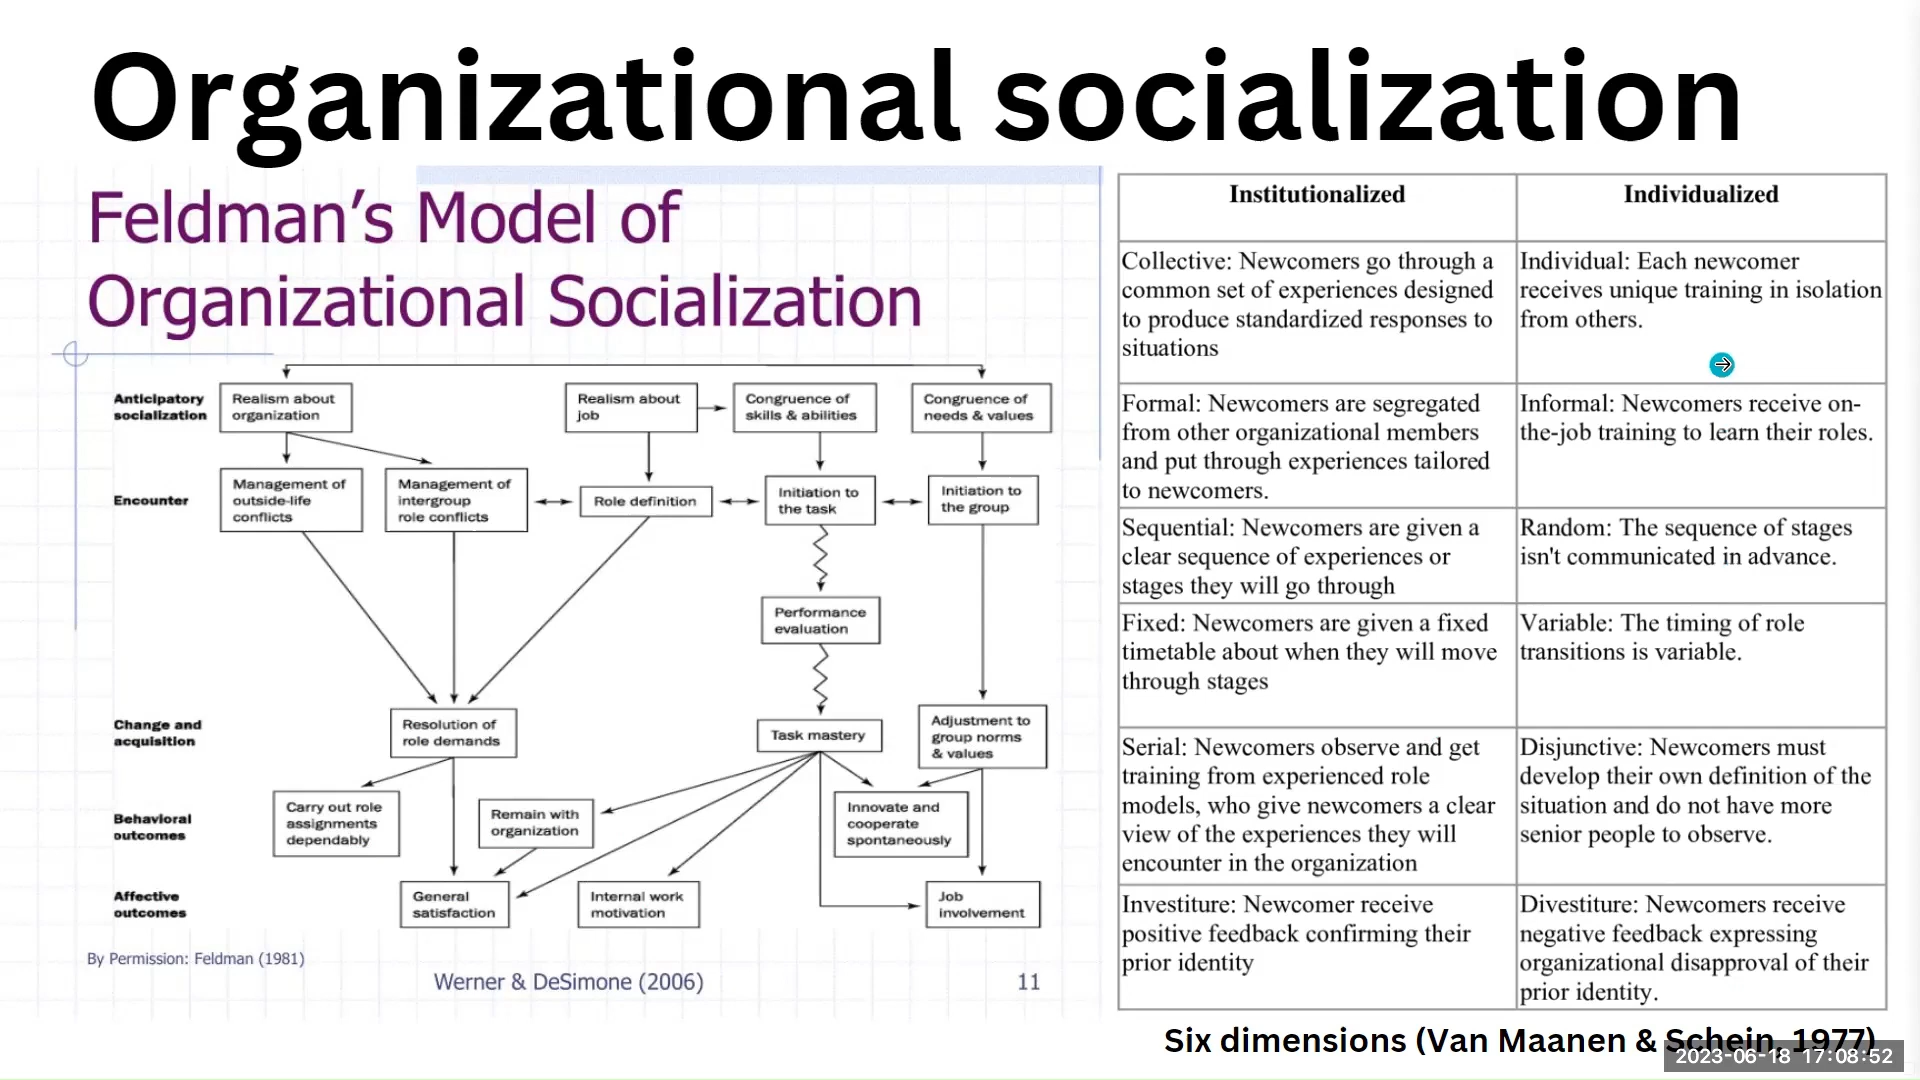 Organizational socialization
Feldman's Model of
Organizational Socialization
Anticipatory
socialization
Realism about
organization
Realism about
job
Congruence of
skills & abilities
Congruence of
needs & values
Encounter
Management of
outside-life
conflicts
Management of
intergroup
role conflicts
Role definition
Initiation to
the task
Initiation to
the group
Performance
evaluation
Change and
acquisition
Resolution of
role demands
Task mastery
Adjustment to
group norms
& values
Behavioral
outcomes
Carry out role
assignments
dependably
Remain with
organization
Innovate and
cooperate
spontaneously
Affective
outcomes
General
satisfaction
Internal work
motivation
Job
involvement
By Permission: Feldman (1981)
Werner & DeSimone (2006)
11
Institutionalized
Individualized
Collective: Newcomers go through a
common set of experiences designed
to produce standardized responses to
situations
Individual: Each newcomer
receives unique training in isolation
from others.
Formal: Newcomers are segregated
from other organizational members
and put through experiences tailored
to newcomers.
Informal: Newcomers receive on-
the-job training to learn their roles.
Sequential: Newcomers are given a
clear sequence of experiences or
stages they will go through
Random: The sequence of stages
isn't communicated in advance.
Fixed: Newcomers are given a fixed
timetable about when they will move
through stages
Variable: The timing of role
transitions is variable.
Serial: Newcomers observe and get
training from experienced role
models, who give newcomers a clear
view of the experiences they will
encounter in the organization
Disjunctive: Newcomers must
develop their own definition of the
situation and do not have more
senior people to observe.
Investiture: Newcomer receive
positive feedback confirming their
prior identity
Divestiture: Newcomers receive
negative feedback expressing
organizational disapproval of their
prior identity.
Six dimensions (Van Maanen & Schein, 1977)
2023-06-18 17:08:52